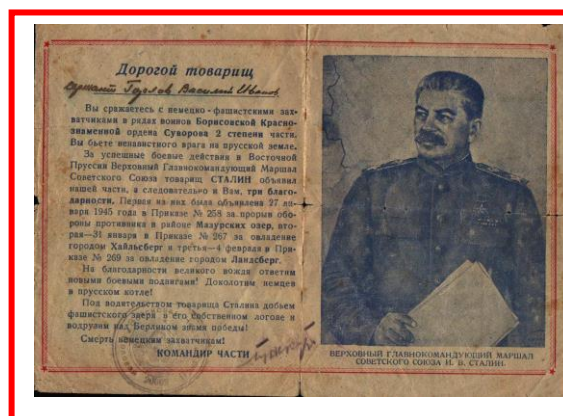 Дорогой товарищ
Василий
Вы сражаетесь с немецко-фашистскими зах-
ватчиками в рядах воинов Борисовской Красно-
знаменной ордена Суворова 2 степени части.
Вы бьете ненавистного врага на прусской земле.
За успешные боевые действия в Восточной
Пруссии Верховный Главнокомандующий Маршал
Советского Союза товарищ СТАЛИН объявил
нашей части, а следовательно и Вам, три благо-
дарности. Первая из них была объявлена 27 ян-
варя 1945 года в Приказе № 258 за прорыв обо-
роны противника в районе Мазурских озер, вто-
рая—31 января в Приказе № 267 за овладение
городом Хайльсберг и третья—4 февраля в При-
казе № 269 за овладение городом Ландсберг.
На благодарности великого вождя ответим
новыми боевыми подвигами! Доколотим немцев
в прусском котле!
Под водительством товарища Сталина добьем
фашистского зверя в его собственном логове и
водрузим над Берлином знамя победы!
Смерть немецким захватчикам!
КОМАНДИР ЧАСТИ
ВЕРХОВНЫЙ ГЛАВНОКОМАНДУЮЩИЙ МАРШАЛ
СОВЕТСКОГО СОЮЗА И. В. СТАЛИН.